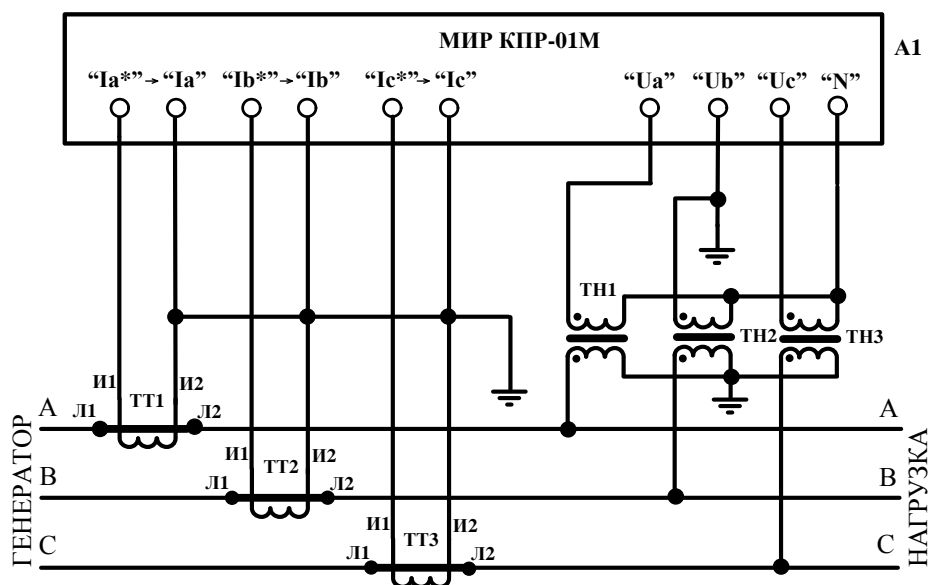 МИР КПР-01М
А1
“Ia*”→“Ia” “Ib*”→“Ib” “Ic*”→“Ic” “Ua” “Ub” “Uc” “N”
ТН1
ТН2
ТН3
И1 ТТ1 И2
А Л1 Л2 А
И1 ТТ2 И2
В Л1 Л2 В
И1 ТТ3 И2
С Л1 Л2 С
ГЕНЕРАТОР
НАГРУЗКА